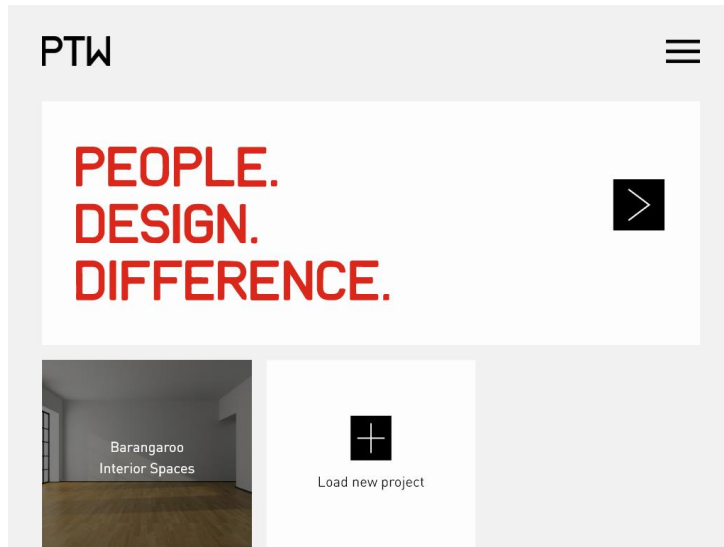 PTW
PEOPLE.
DESIGN.
DIFFERENCE.
Barangaroo
Interior Spaces
Load new project